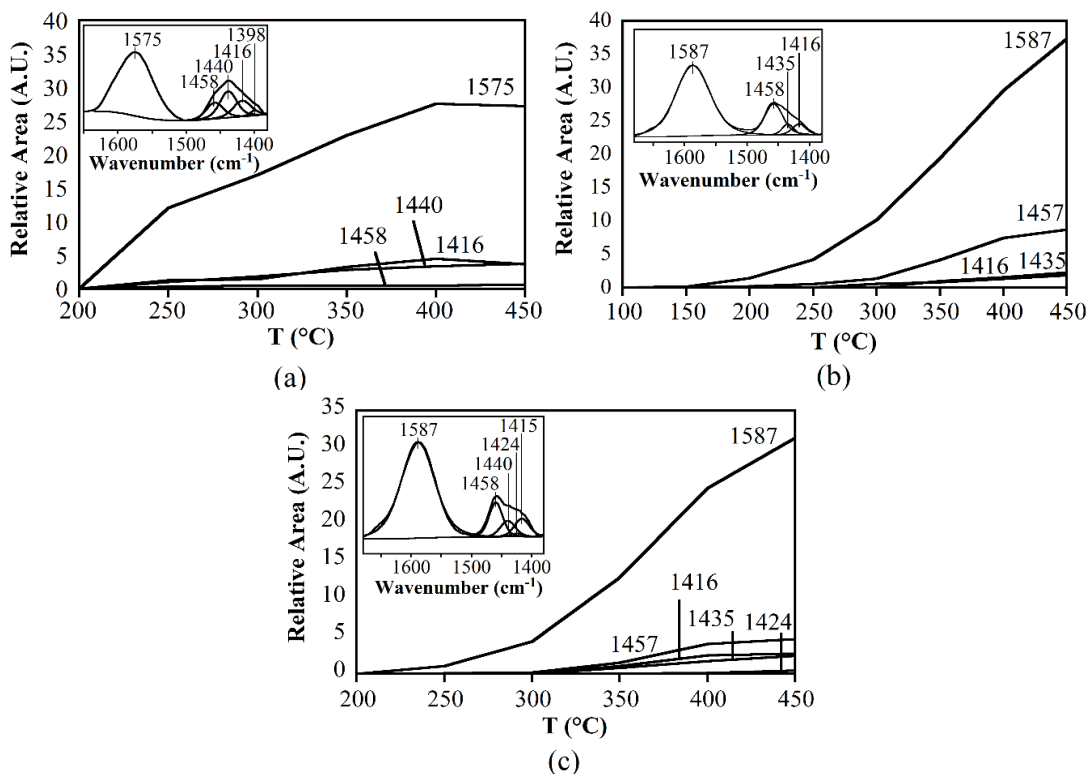 (a)
Relative Area (A.U.)
40
35
30
25
20
15
10
5
0
1575
1398
1416
1440
1458
1600 1500 1400
Wavenumber (cm⁻¹)
1575
1440
1458
1416
200 250 300 350 400 450
T (°C)
(a)
Relative Area (A.U.)
40
35
30
25
20
15
10
5
0
1587
1416
1435
1458
1600 1500 1400
Wavenumber (cm⁻¹)
1587
1457
1416 1435
100 150 200 250 300 350 400 450
T (°C)
(b)
Relative Area (A.U.)
35
30
25
20
15
10
5
0
1587
1415
1424
1440
1458
1600 1500 1400
Wavenumber (cm⁻¹)
1587
1416
1435 1424
1457
200 250 300 350 400 450
T (°C)
(c)